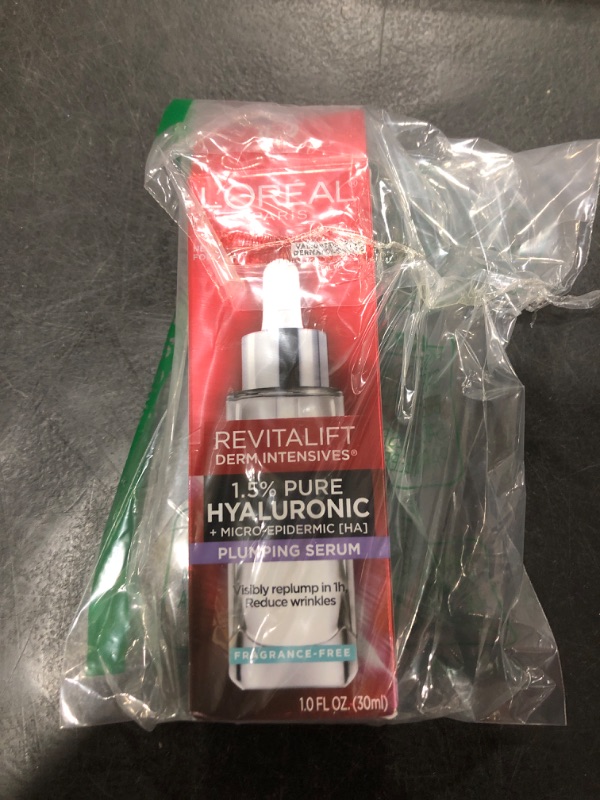 L'ORÉAL
PARIS
REVITALIFT
DERM INTENSIVES®
1.5% PURE
HYALURONIC
+ MICRO-EPIDERMIC [HA]
PLUMPING SERUM
Visibly replump in 1h.
Reduce wrinkles
FRAGRANCE-FREE
1.0 FL OZ. (30ml)